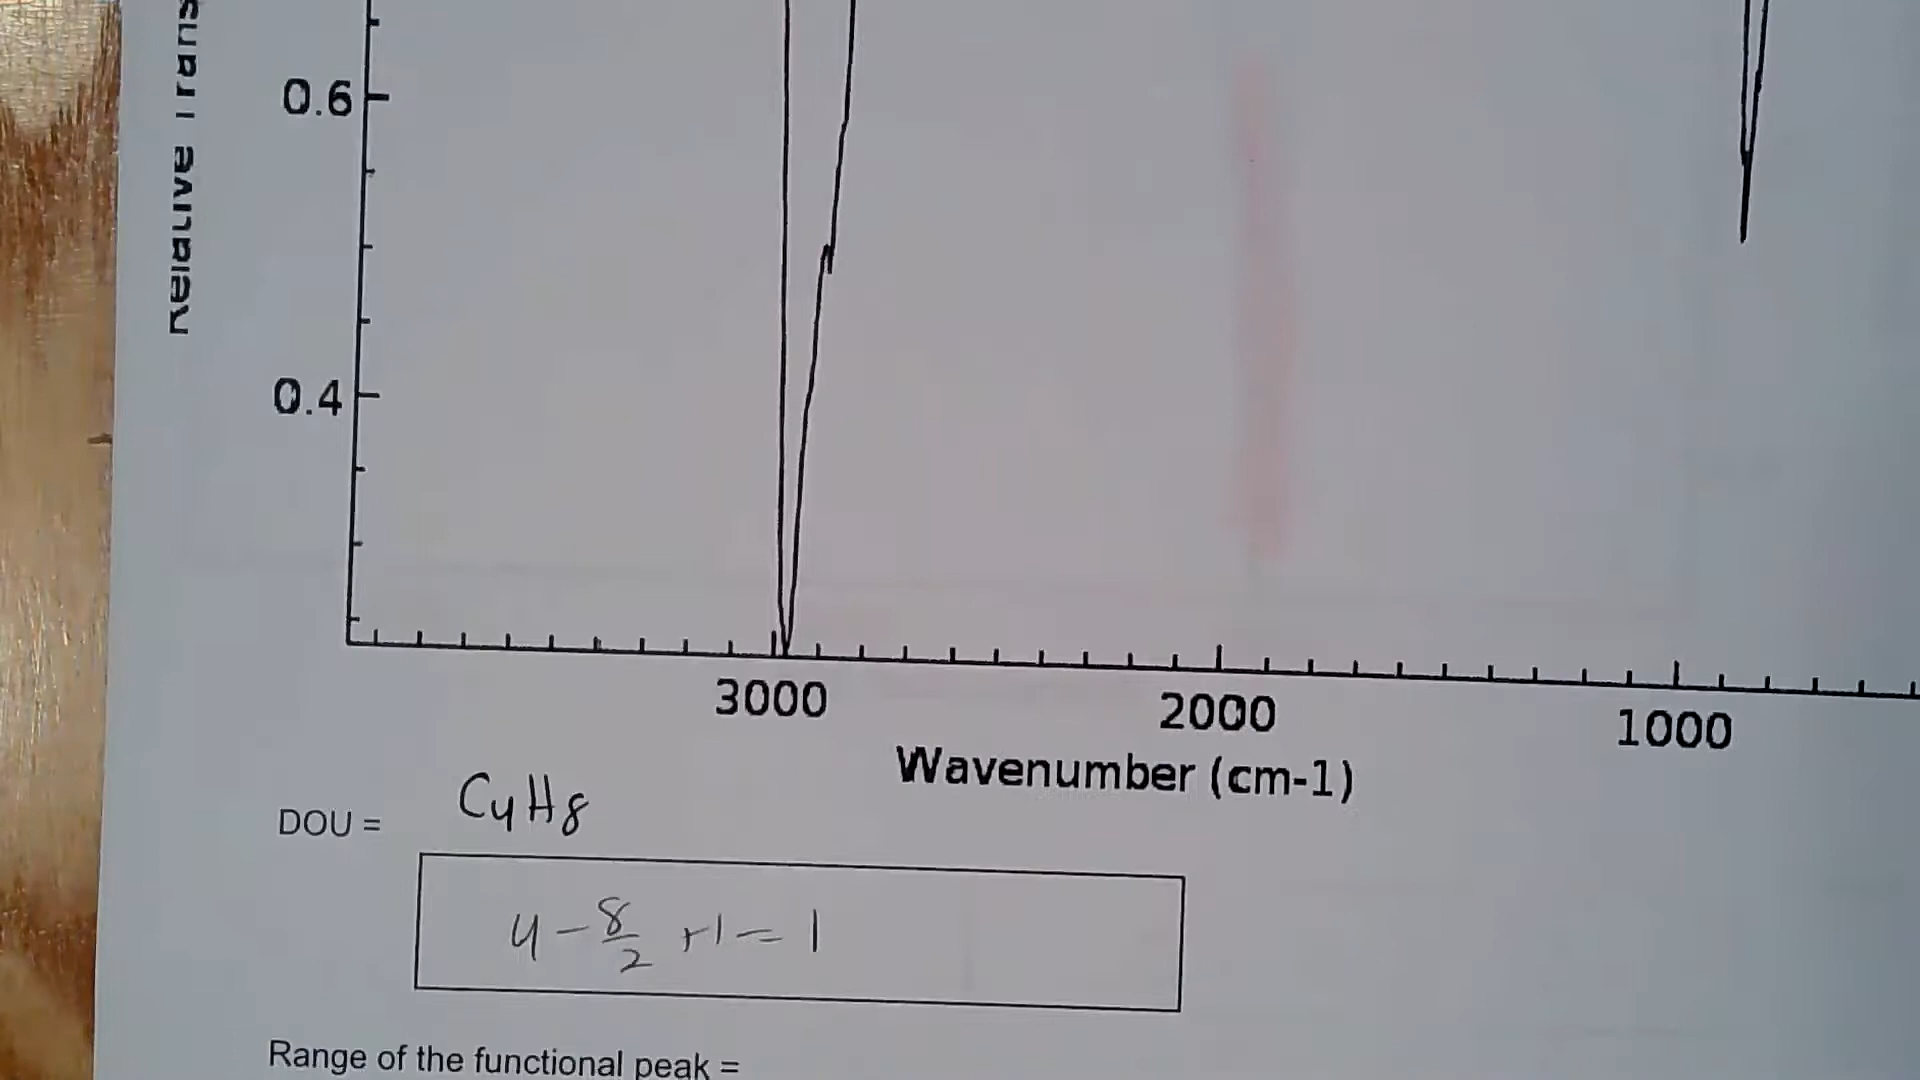 Relative Trans
0.6
0.4
3000 2000 1000
Wavenumber (cm-1)
DOU = C4H8
4 - 8/2 + 1 = 1
Range of the functional peak =